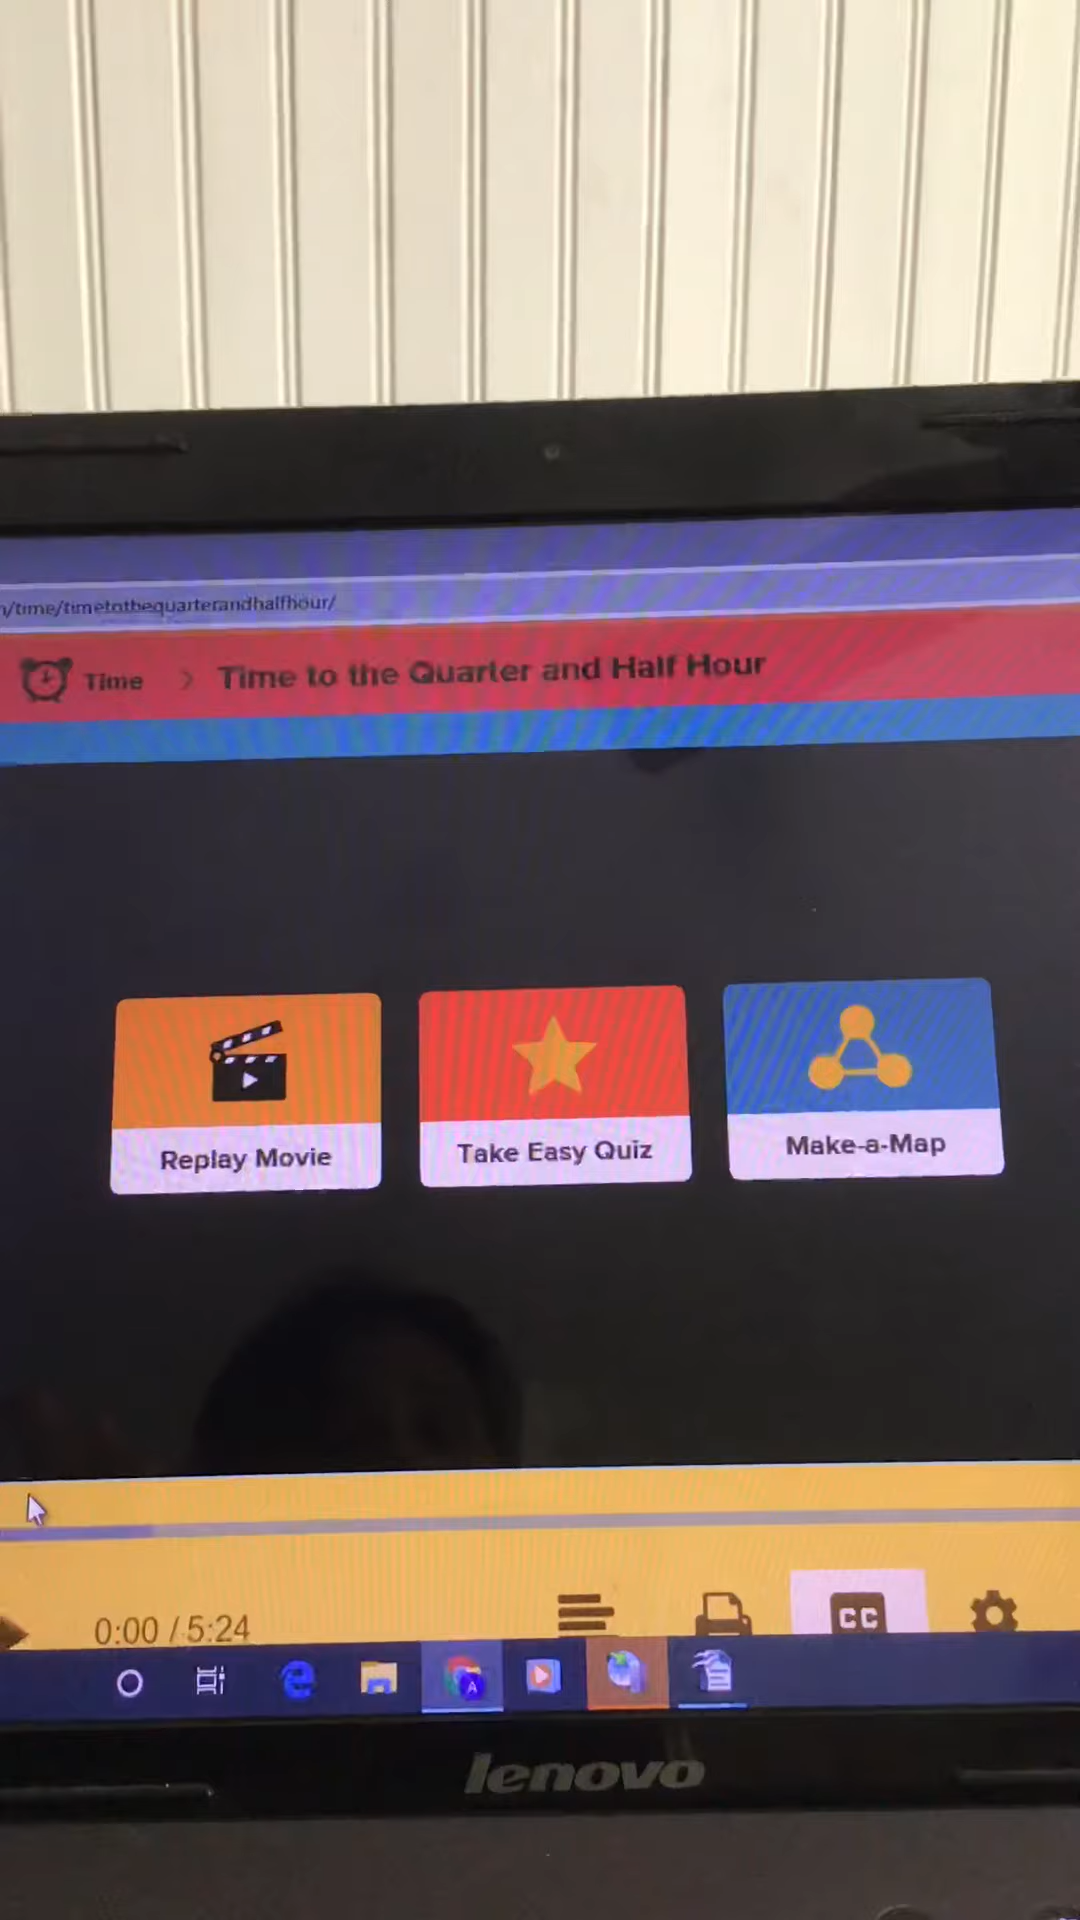 /time/timetothequarterandhalfhour/
Time > Time to the Quarter and Half Hour
Replay Movie
Take Easy Quiz
Make-a-Map
0:00 / 5:24
CC
A
lenovo